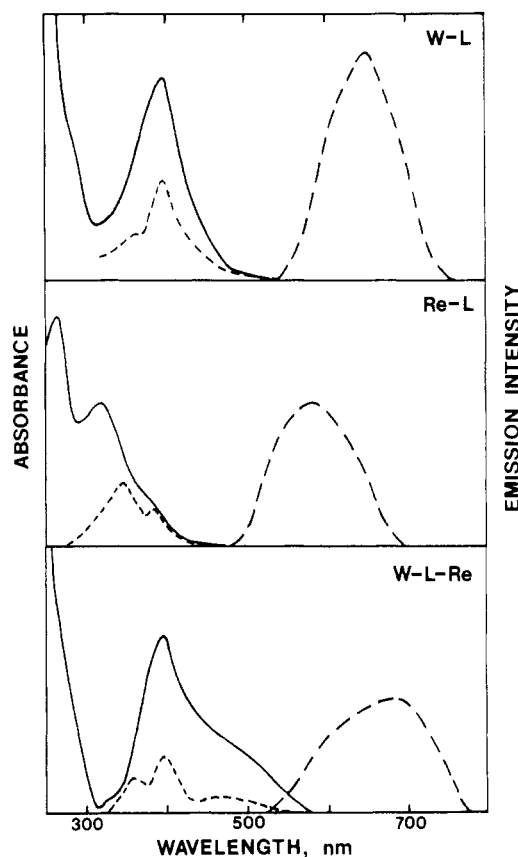 W-L
Re-L
W-L-Re
ABSORBANCE
EMISSION INTENSITY
300 500 700
WAVELENGTH, nm